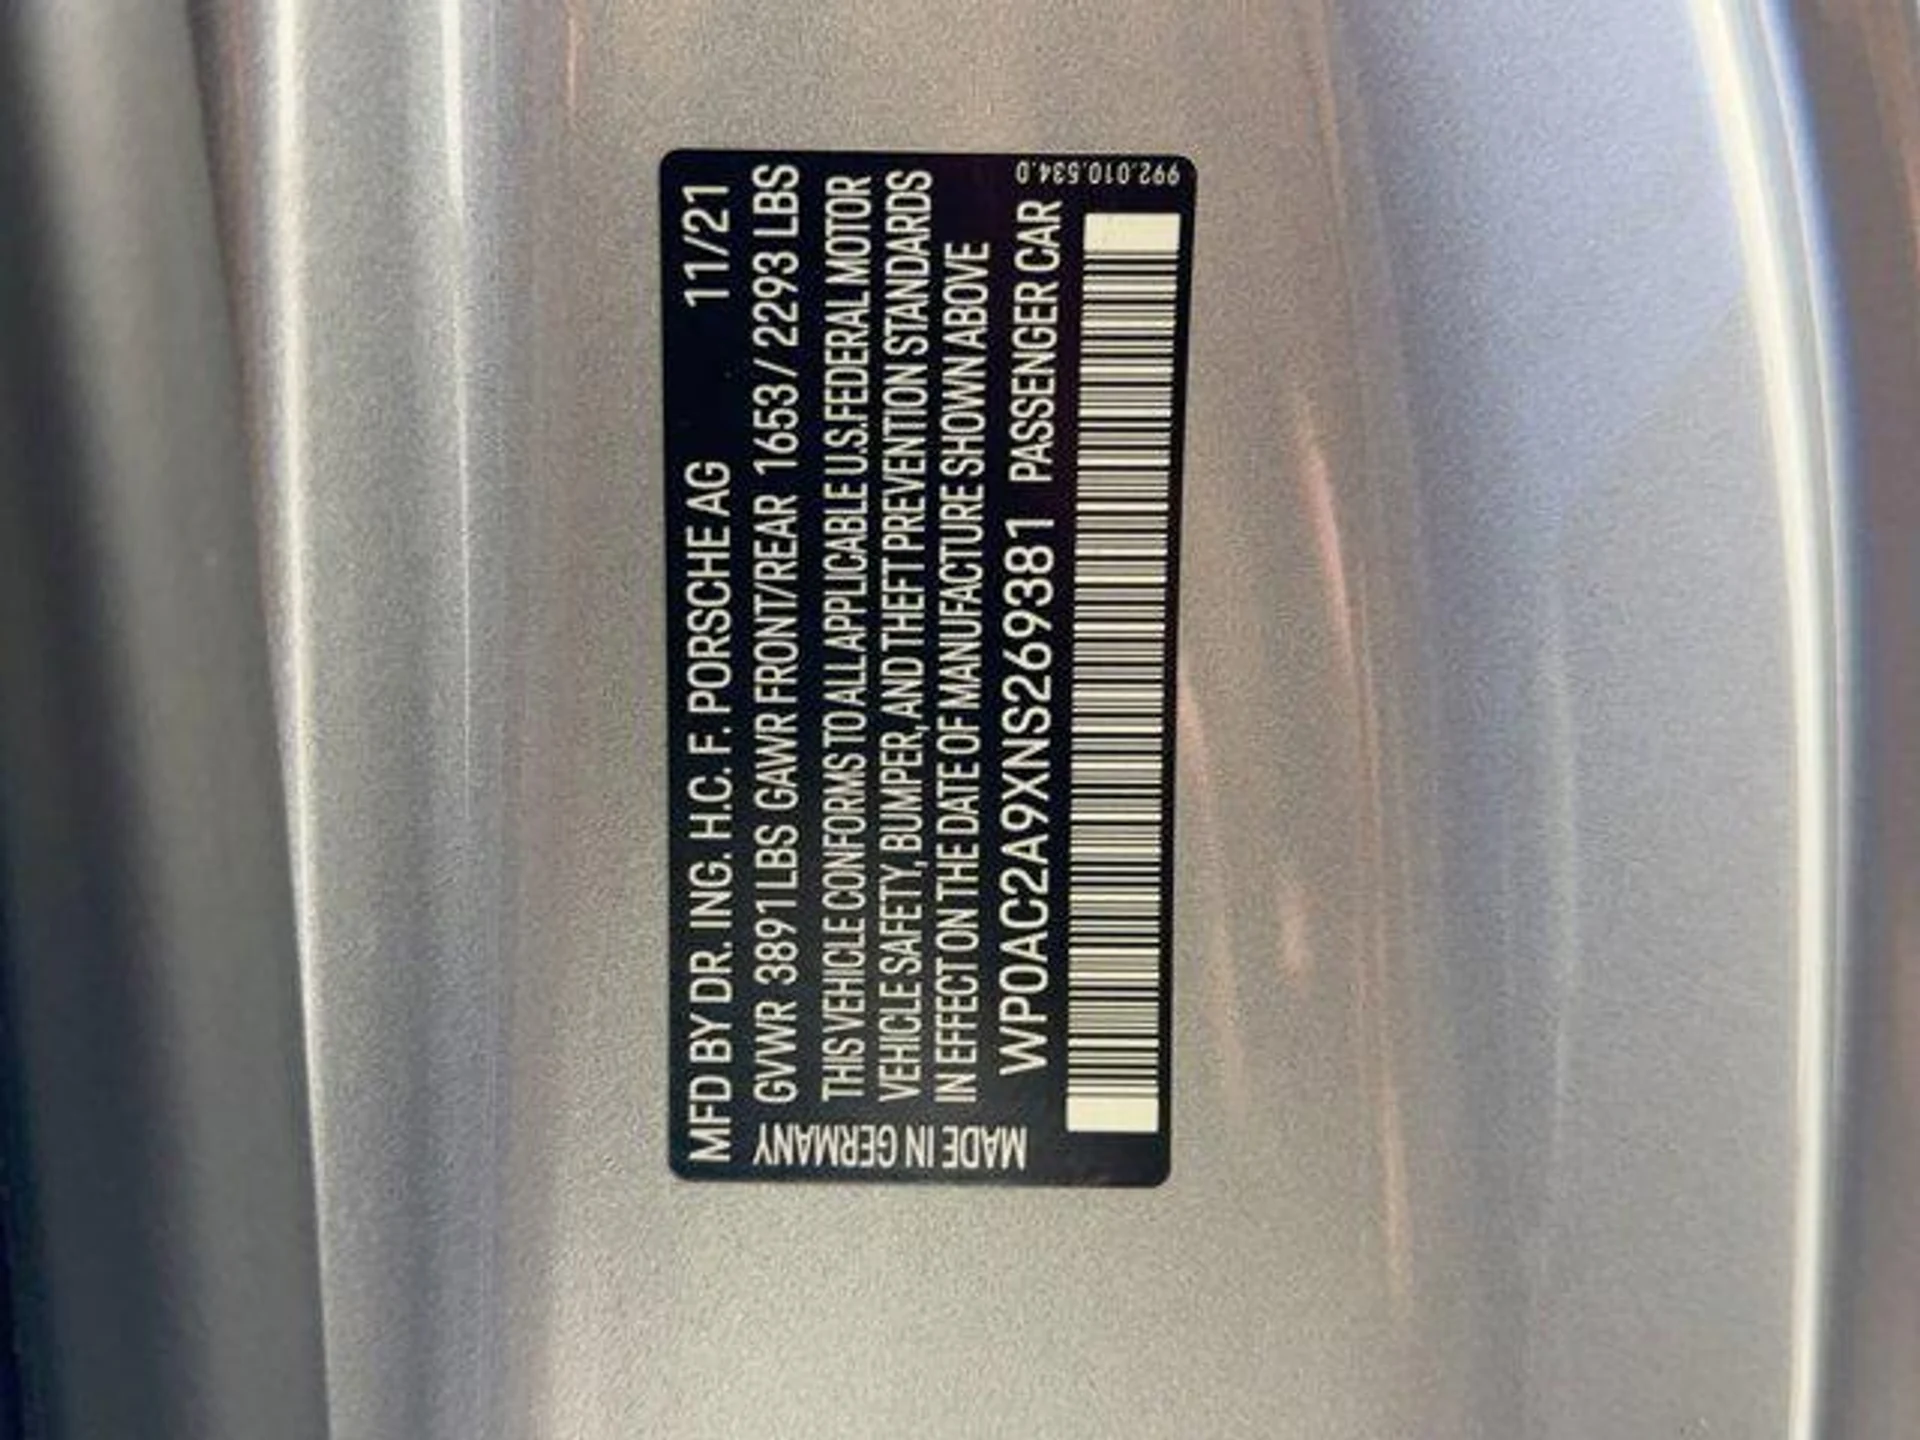 MFD BY DR. ING. H.C. F. PORSCHE AG 11/21
GVWR 3891 LBS GAWR FRONT/REAR 1653 / 2293 LBS
THIS VEHICLE CONFORMS TO ALL APPLICABLE U.S.FEDERAL MOTOR
VEHICLE SAFETY, BUMPER, AND THEFT PREVENTION STANDARDS
IN EFFECT ON THE DATE OF MANUFACTURE SHOWN ABOVE
WP0AC2A9XNS269381 PASSENGER CAR
MADE IN GERMANY
992.010.534.D